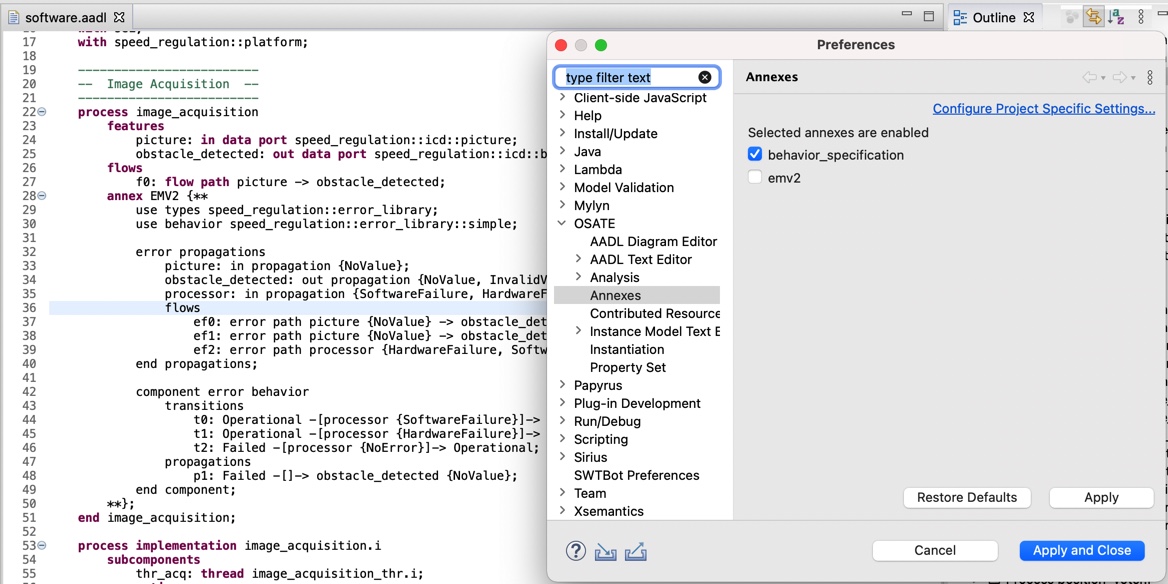 software.aadl
Outline
17 with speed_regulation::platform;
18
19 -------------------------
20 --  Image Acquisition  --
21 -------------------------
22 process image_acquisition
23 features
24 picture: in data port speed_regulation::icd::picture;
25 obstacle_detected: out data port speed_regulation::icd::b
26 flows
27 f0: flow path picture -> obstacle_detected;
28 annex EMV2 {**
29 use types speed_regulation::error_library;
30 use behavior speed_regulation::error_library::simple;
31
32 error propagations
33 picture: in propagation {NoValue};
34 obstacle_detected: out propagation {NoValue, InvalidV
35 processor: in propagation {SoftwareFailure, HardwareF
36 flows
37 ef0: error path picture {NoValue} -> obstacle_det
38 ef1: error path picture {NoValue} -> obstacle_det
39 ef2: error path processor {HardwareFailure, Softw
40 end propagations;
41
42 component error behavior
43 transitions
44 t0: Operational -[processor {SoftwareFailure}]->
45 t1: Operational -[processor {HardwareFailure}]->
46 t2: Failed -[processor {NoError}]-> Operational;
47 propagations
48 p1: Failed -[]-> obstacle_detected {NoValue};
49 end component;
50 **};
51 end image_acquisition;
52
53 process implementation image_acquisition.i
54 subcomponents
55 thr_acq: thread image_acquisition_thr.i;
Preferences
type filter text
Client-side JavaScript
Help
Install/Update
Java
Lambda
Model Validation
Mylyn
OSATE
AADL Diagram Editor
AADL Text Editor
Analysis
Annexes
Contributed Resource
Instance Model Text E
Instantiation
Property Set
Papyrus
Plug-in Development
Run/Debug
Scripting
Sirius
SWTBot Preferences
Team
Xsemantics
Annexes
Configure Project Specific Settings...
Selected annexes are enabled
behavior_specification
emv2
Restore Defaults
Apply
Cancel
Apply and Close